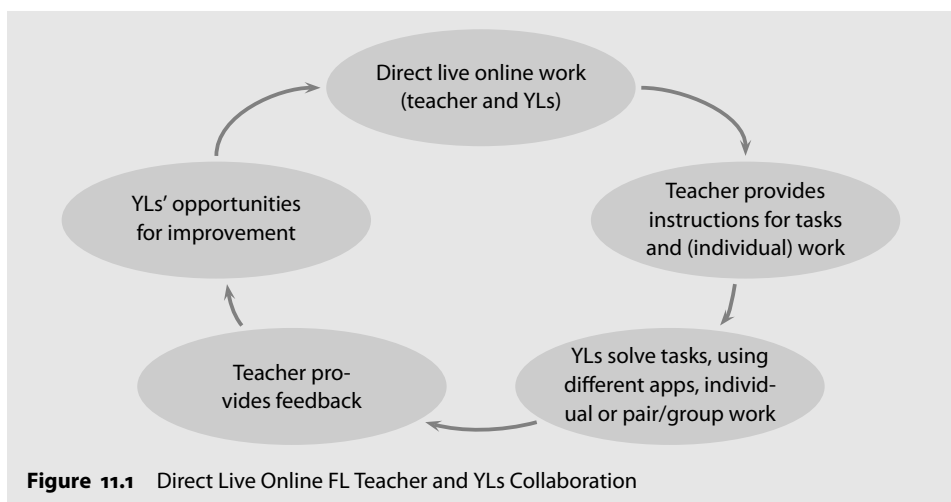 Direct live online work
(teacher and YLs)
Teacher provides
instructions for tasks
and (individual) work
YLs solve tasks, using
different apps, individ-
ual or pair/group work
Teacher pro-
vides feedback
YLs’ opportunities
for improvement
Figure 11.1 Direct Live Online FL Teacher and YLs Collaboration